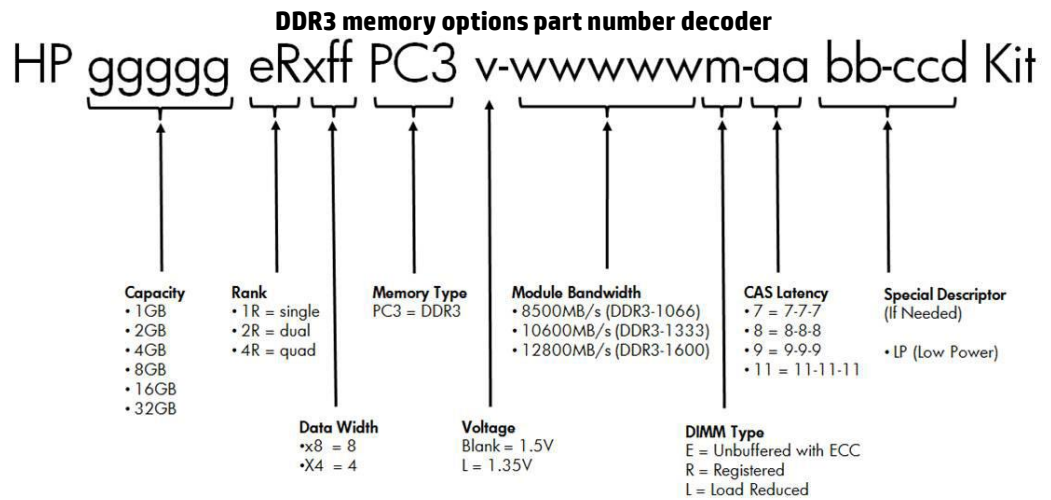 DDR3 memory options part number decoder
HP ggggg eRxff PC3 v-wwwwwm-aa bb-ccd Kit
Capacity
• 1GB
• 2GB
• 4GB
• 8GB
• 16GB
• 32GB
Rank
• 1R = single
• 2R = dual
• 4R = quad
Memory Type
PC3 = DDR3
Module Bandwidth
• 8500MB/s (DDR3-1066)
• 10600MB/s (DDR3-1333)
• 12800MB/s (DDR3-1600)
CAS Latency
• 7 = 7-7-7
• 8 = 8-8-8
• 9 = 9-9-9
• 11 = 11-11-11
Special Descriptor
(If Needed)
• LP (Low Power)
Data Width
•x8 = 8
•X4 = 4
Voltage
Blank = 1.5V
L = 1.35V
DIMM Type
E = Unbuffered with ECC
R = Registered
L = Load Reduced